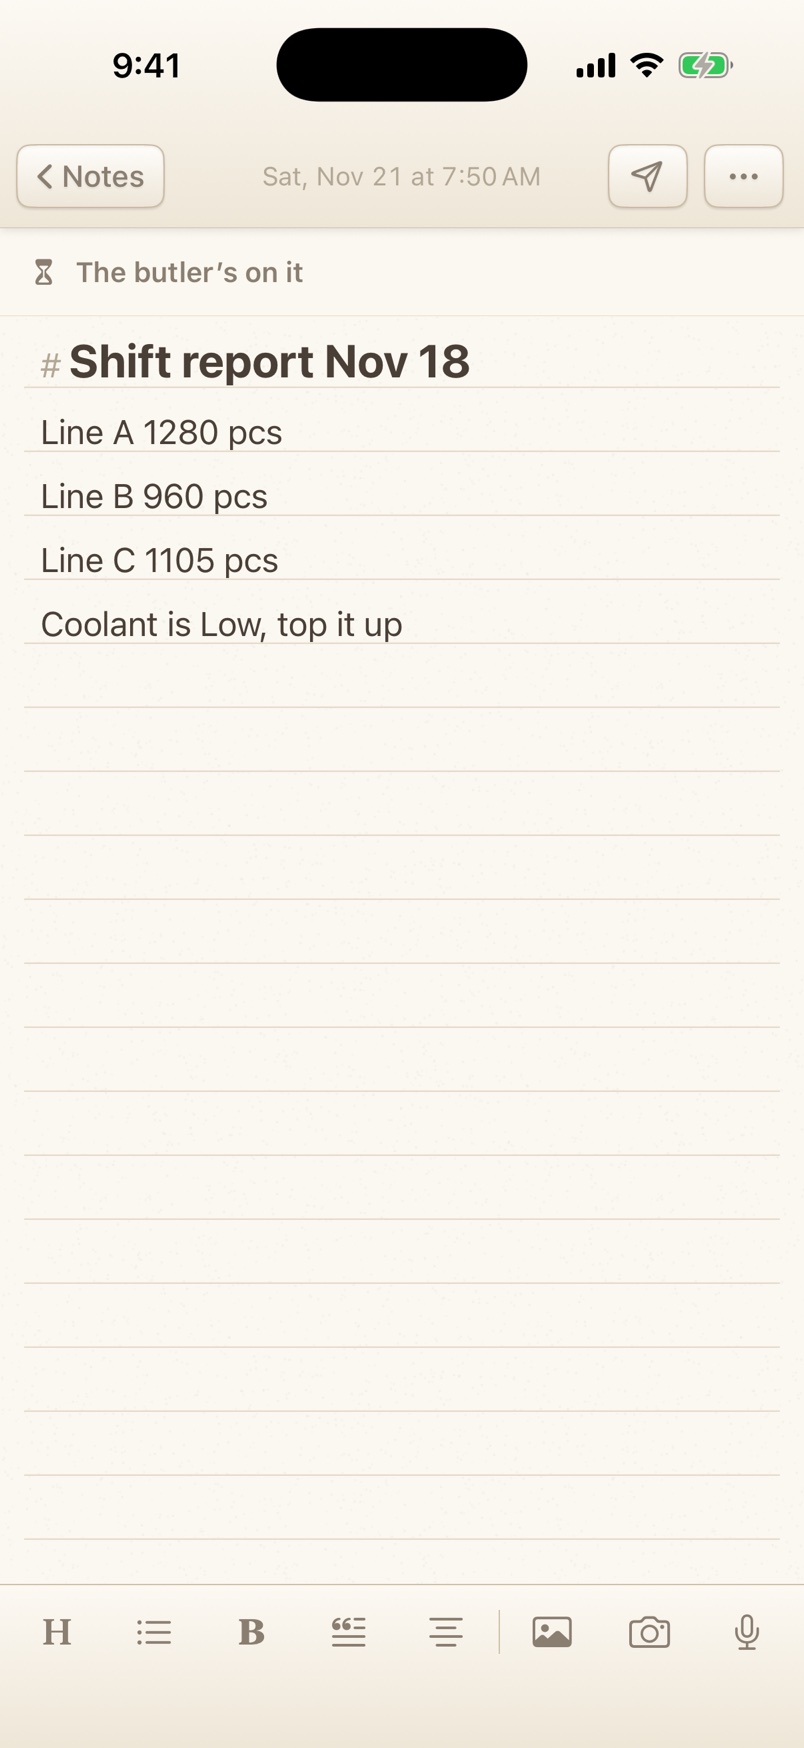 9:41
Notes
Sat, Nov 21 at 7:50 AM
The butler's on it
# Shift report Nov 18
Line A 1280 pcs
Line B 960 pcs
Line C 1105 pcs
Coolant is Low, top it up
H
B